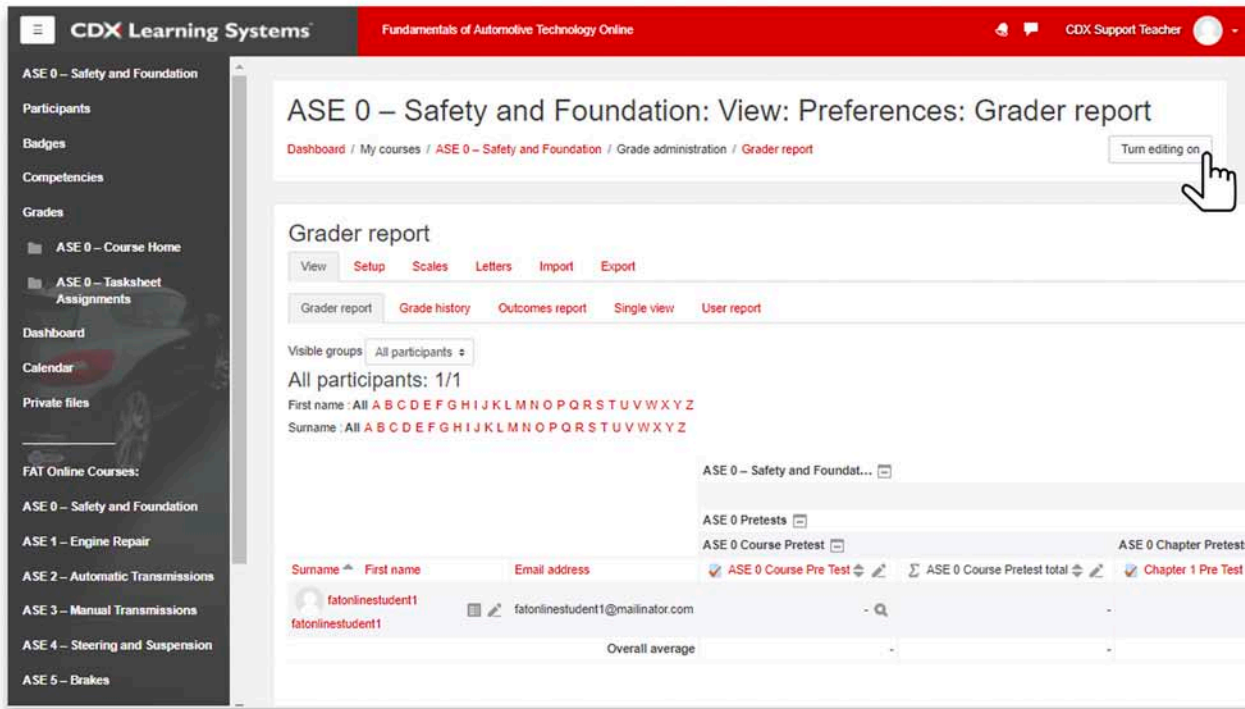 CDX Learning Systems
Fundamentals of Automotive Technology Online
CDX Support Teacher
ASE 0 – Safety and Foundation
Participants
Badges
Competencies
Grades
ASE 0 – Course Home
ASE 0 – Tasksheet
Assignments
Dashboard
Calendar
Private files
FAT Online Courses:
ASE 0 – Safety and Foundation
ASE 1 – Engine Repair
ASE 2 – Automatic Transmissions
ASE 3 – Manual Transmissions
ASE 4 – Steering and Suspension
ASE 5 – Brakes
ASE 0 – Safety and Foundation: View: Preferences: Grader report
Dashboard / My courses / ASE 0 – Safety and Foundation / Grade administration / Grader report
Turn editing on
Grader report
View Setup Scales Letters Import Export
Grader report Grade history Outcomes report Single view User report
Visible groups All participants
All participants: 1/1
First name : All A B C D E F G H I J K L M N O P Q R S T U V W X Y Z
Surname : All A B C D E F G H I J K L M N O P Q R S T U V W X Y Z
ASE 0 – Safety and Foundat...
ASE 0 Pretests
ASE 0 Course Pretest ASE 0 Chapter Pretest
Surname First name Email address ASE 0 Course Pre Test Σ ASE 0 Course Pretest total Chapter 1 Pre Test
fatonlinestudent1
fatonlinestudent1 fatonlinestudent1@mailinator.com - -
Overall average - -